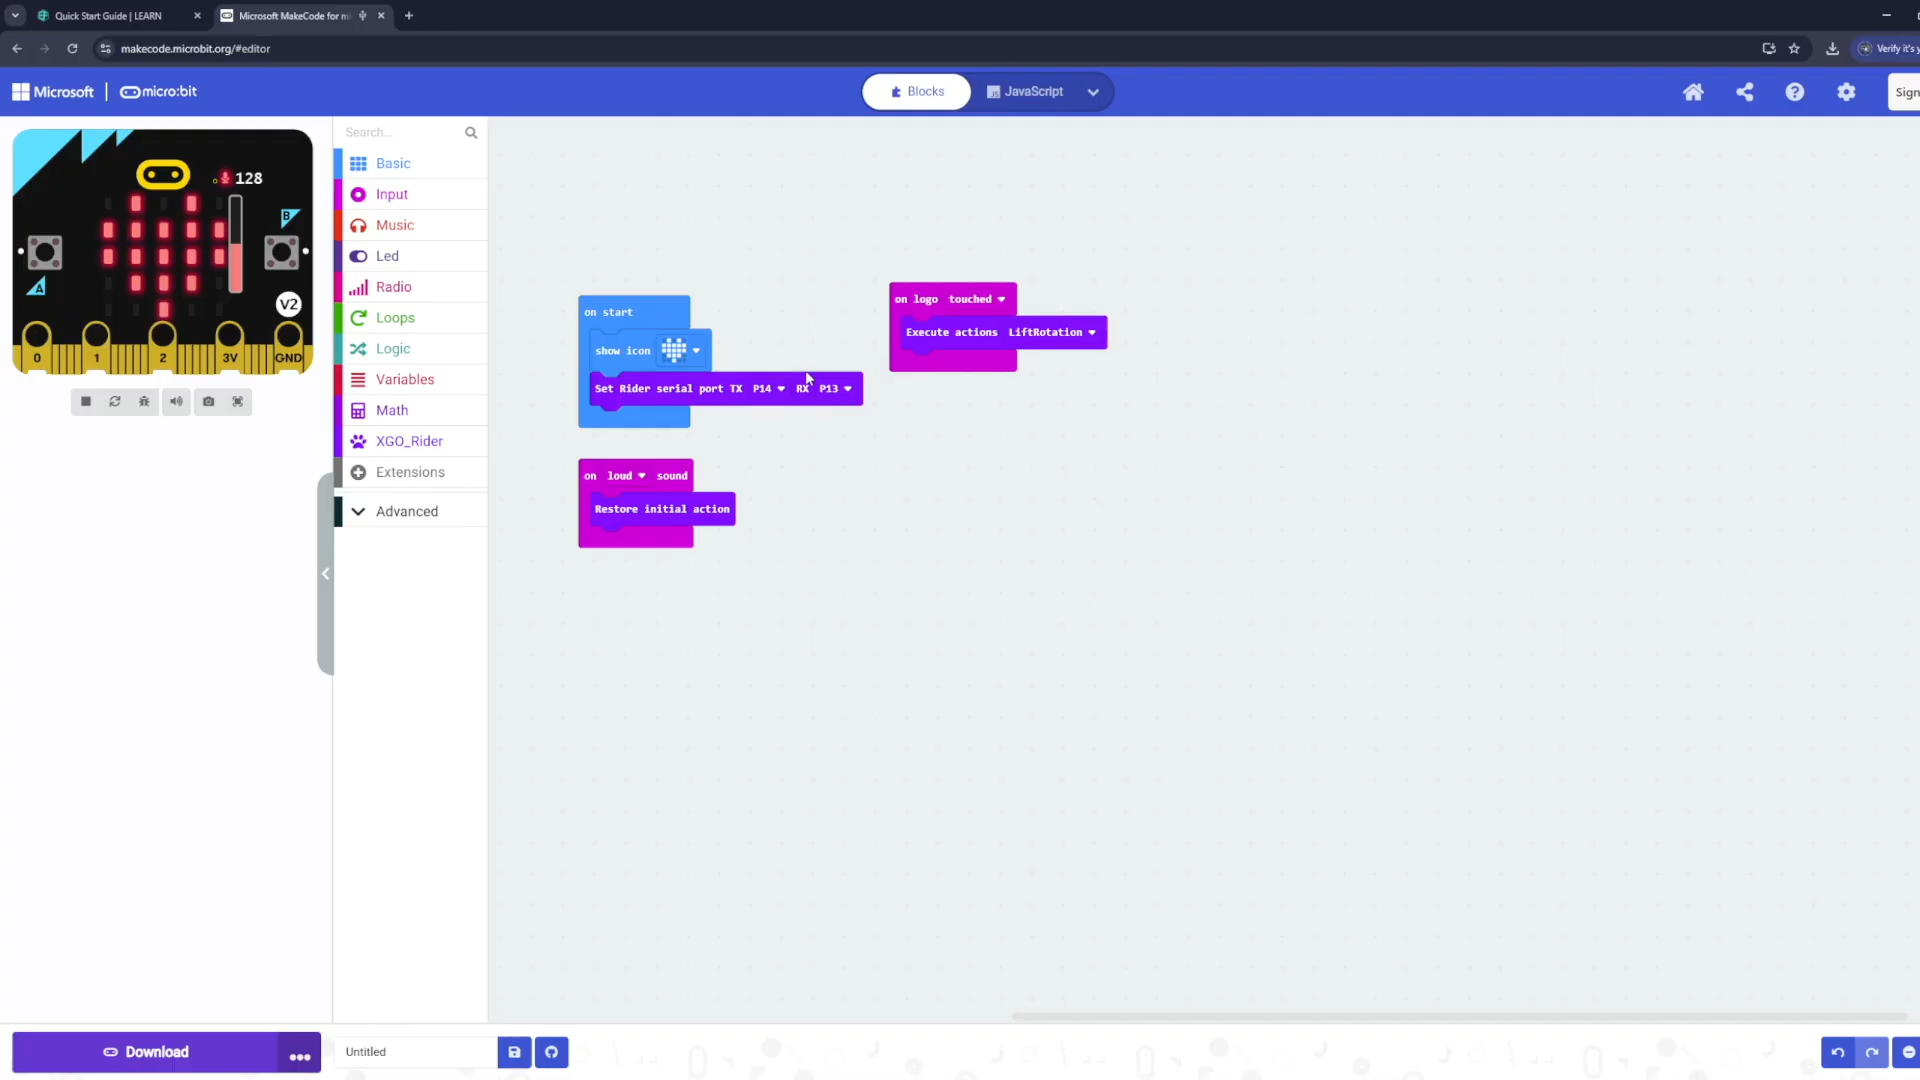 Quick Start Guide | LEARN
Microsoft MakeCode for mi
makecode.microbit.org/#editor
Verify it's y
Microsoft | micro:bit
Blocks
JavaScript
Sign
Search...
Basic
Input
Music
Led
Radio
Loops
Logic
Variables
Math
XGO_Rider
Extensions
Advanced
128
B
A
V2
0 1 2 3V GND
on start
show icon
Set Rider serial port TX P14 RX P13
on loud sound
Restore initial action
on logo touched
Execute actions LiftRotation
Download
Untitled